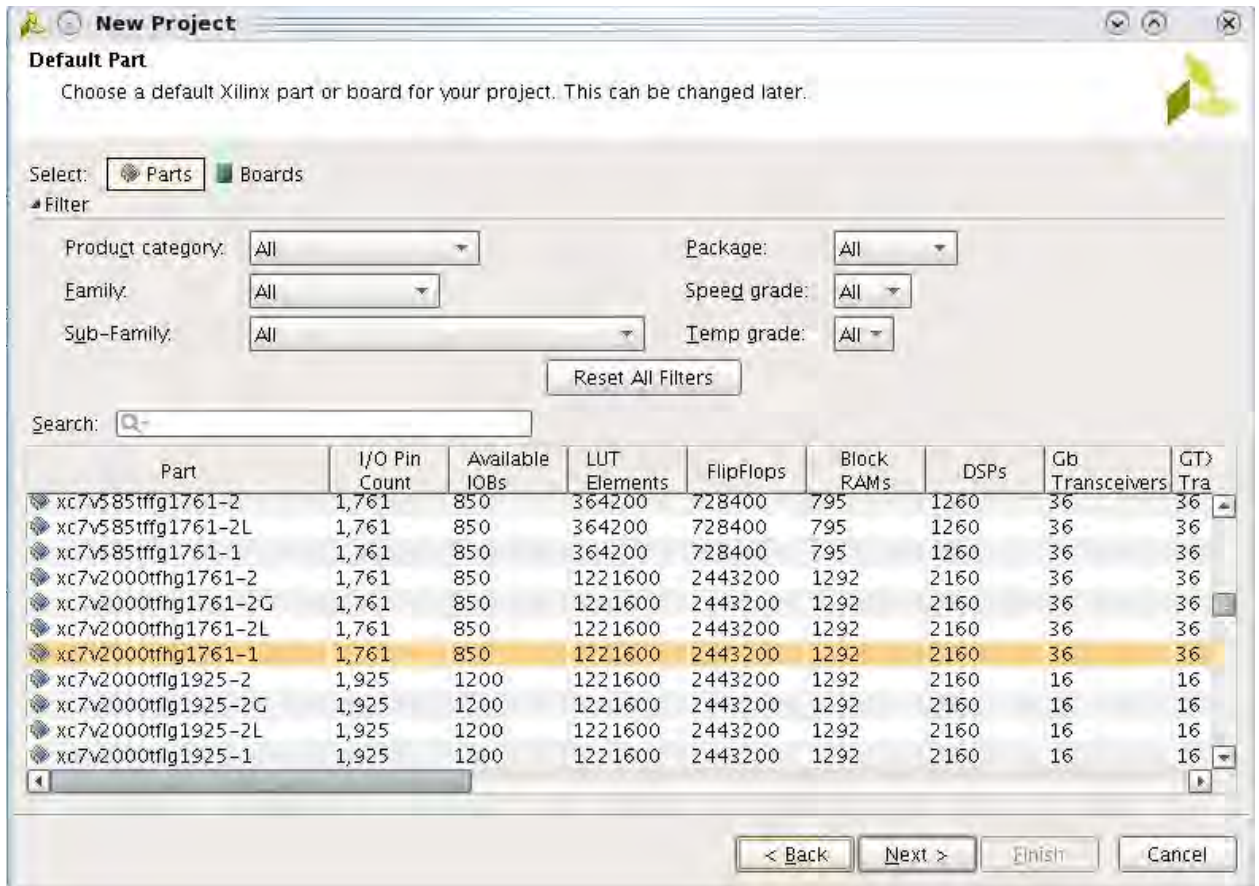 New Project
Default Part
Choose a default Xilinx part or board for your project. This can be changed later.
Select: Parts Boards
Filter
Product category: All Package: All
Family: All Speed grade: All
Sub-Family: All Temp grade: All
Reset All Filters
Search:
Part I/O Pin Count Available IOBs LUT Elements FlipFlops Block RAMs DSPs Gb Transceivers GTX Tra
xc7v585tffg1761-2 1,761 850 364200 728400 795 1260 36 36
xc7v585tffg1761-2L 1,761 850 364200 728400 795 1260 36 36
xc7v585tffg1761-1 1,761 850 364200 728400 795 1260 36 36
xc7v2000tfhg1761-2 1,761 850 1221600 2443200 1292 2160 36 36
xc7v2000tfhg1761-2G 1,761 850 1221600 2443200 1292 2160 36 36
xc7v2000tfhg1761-2L 1,761 850 1221600 2443200 1292 2160 36 36
xc7v2000tfhg1761-1 1,761 850 1221600 2443200 1292 2160 36 36
xc7v2000tflg1925-2 1,925 1200 1221600 2443200 1292 2160 16 16
xc7v2000tflg1925-2G 1,925 1200 1221600 2443200 1292 2160 16 16
xc7v2000tflg1925-2L 1,925 1200 1221600 2443200 1292 2160 16 16
xc7v2000tflg1925-1 1,925 1200 1221600 2443200 1292 2160 16 16
< Back Next > Finish Cancel